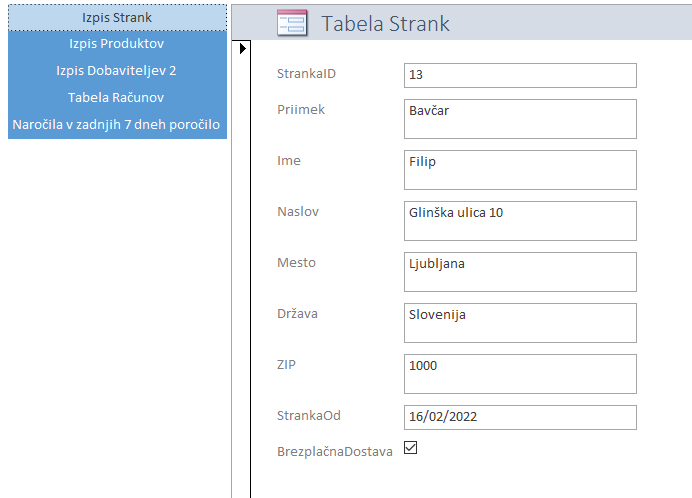 Izpis Strank
Izpis Produktov
Izpis Dobaviteljev 2
Tabela Računov
Naročila v zadnjih 7 dneh poročilo
Tabela Strank
StrankaID 13
Priimek Bavčar
Ime Filip
Naslov Glinška ulica 10
Mesto Ljubljana
Država Slovenija
ZIP 1000
StrankaOd 16/02/2022
BrezplačnaDostava